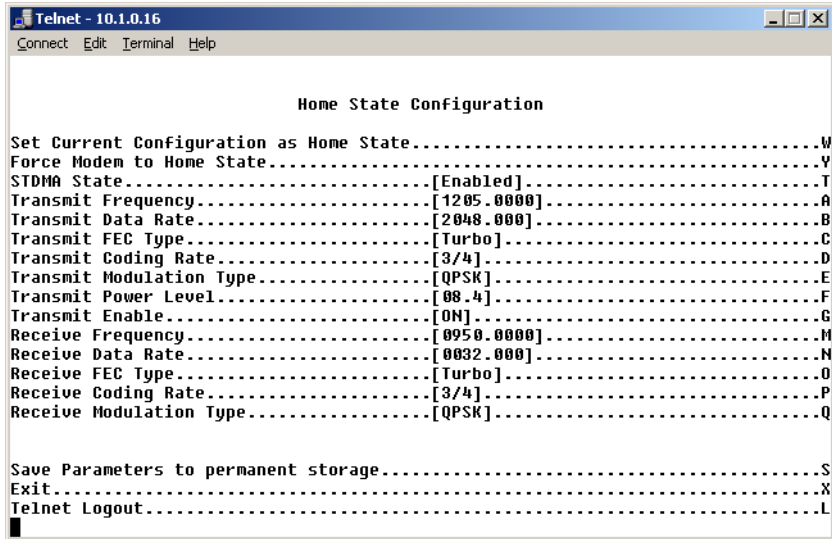 Telnet - 10.1.0.16
Connect Edit Terminal Help
Home State Configuration
Set Current Configuration as Home State.......................................W
Force Modem to Home State.....................................................Y
STDMA State.............................[Enabled].............................T
Transmit Frequency......................[1205.0000]...........................A
Transmit Data Rate......................[2048.000]............................B
Transmit FEC Type.......................[Turbo]...............................C
Transmit Coding Rate....................[3/4].................................D
Transmit Modulation Type................[QPSK]................................E
Transmit Power Level....................[08.4]................................F
Transmit Enable.........................[ON]..................................G
Receive Frequency.......................[0950.0000]...........................M
Receive Data Rate.......................[0032.000]............................N
Receive FEC Type........................[Turbo]...............................O
Receive Coding Rate.....................[3/4].................................P
Receive Modulation Type.................[QPSK]................................Q
Save Parameters to permanent storage..........................................S
Exit..........................................................................X
Telnet Logout.................................................................L